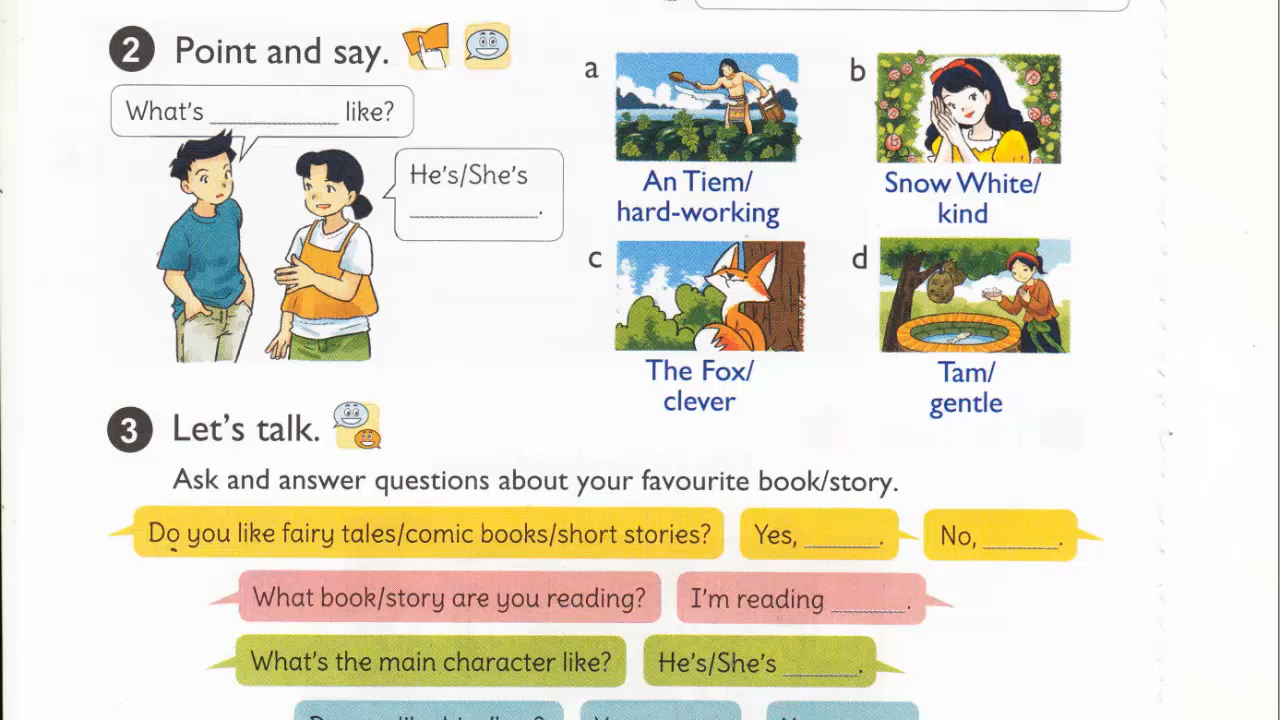 2 Point and say.
What's __________ like?
He's/She's
__________.
a
An Tiem/
hard-working
b
Snow White/
kind
c
The Fox/
clever
d
Tam/
gentle
3 Let's talk.
Ask and answer questions about your favourite book/story.
Do you like fairy tales/comic books/short stories? Yes, ______. No, ______.
What book/story are you reading? I'm reading ______.
What's the main character like? He's/She's ______.